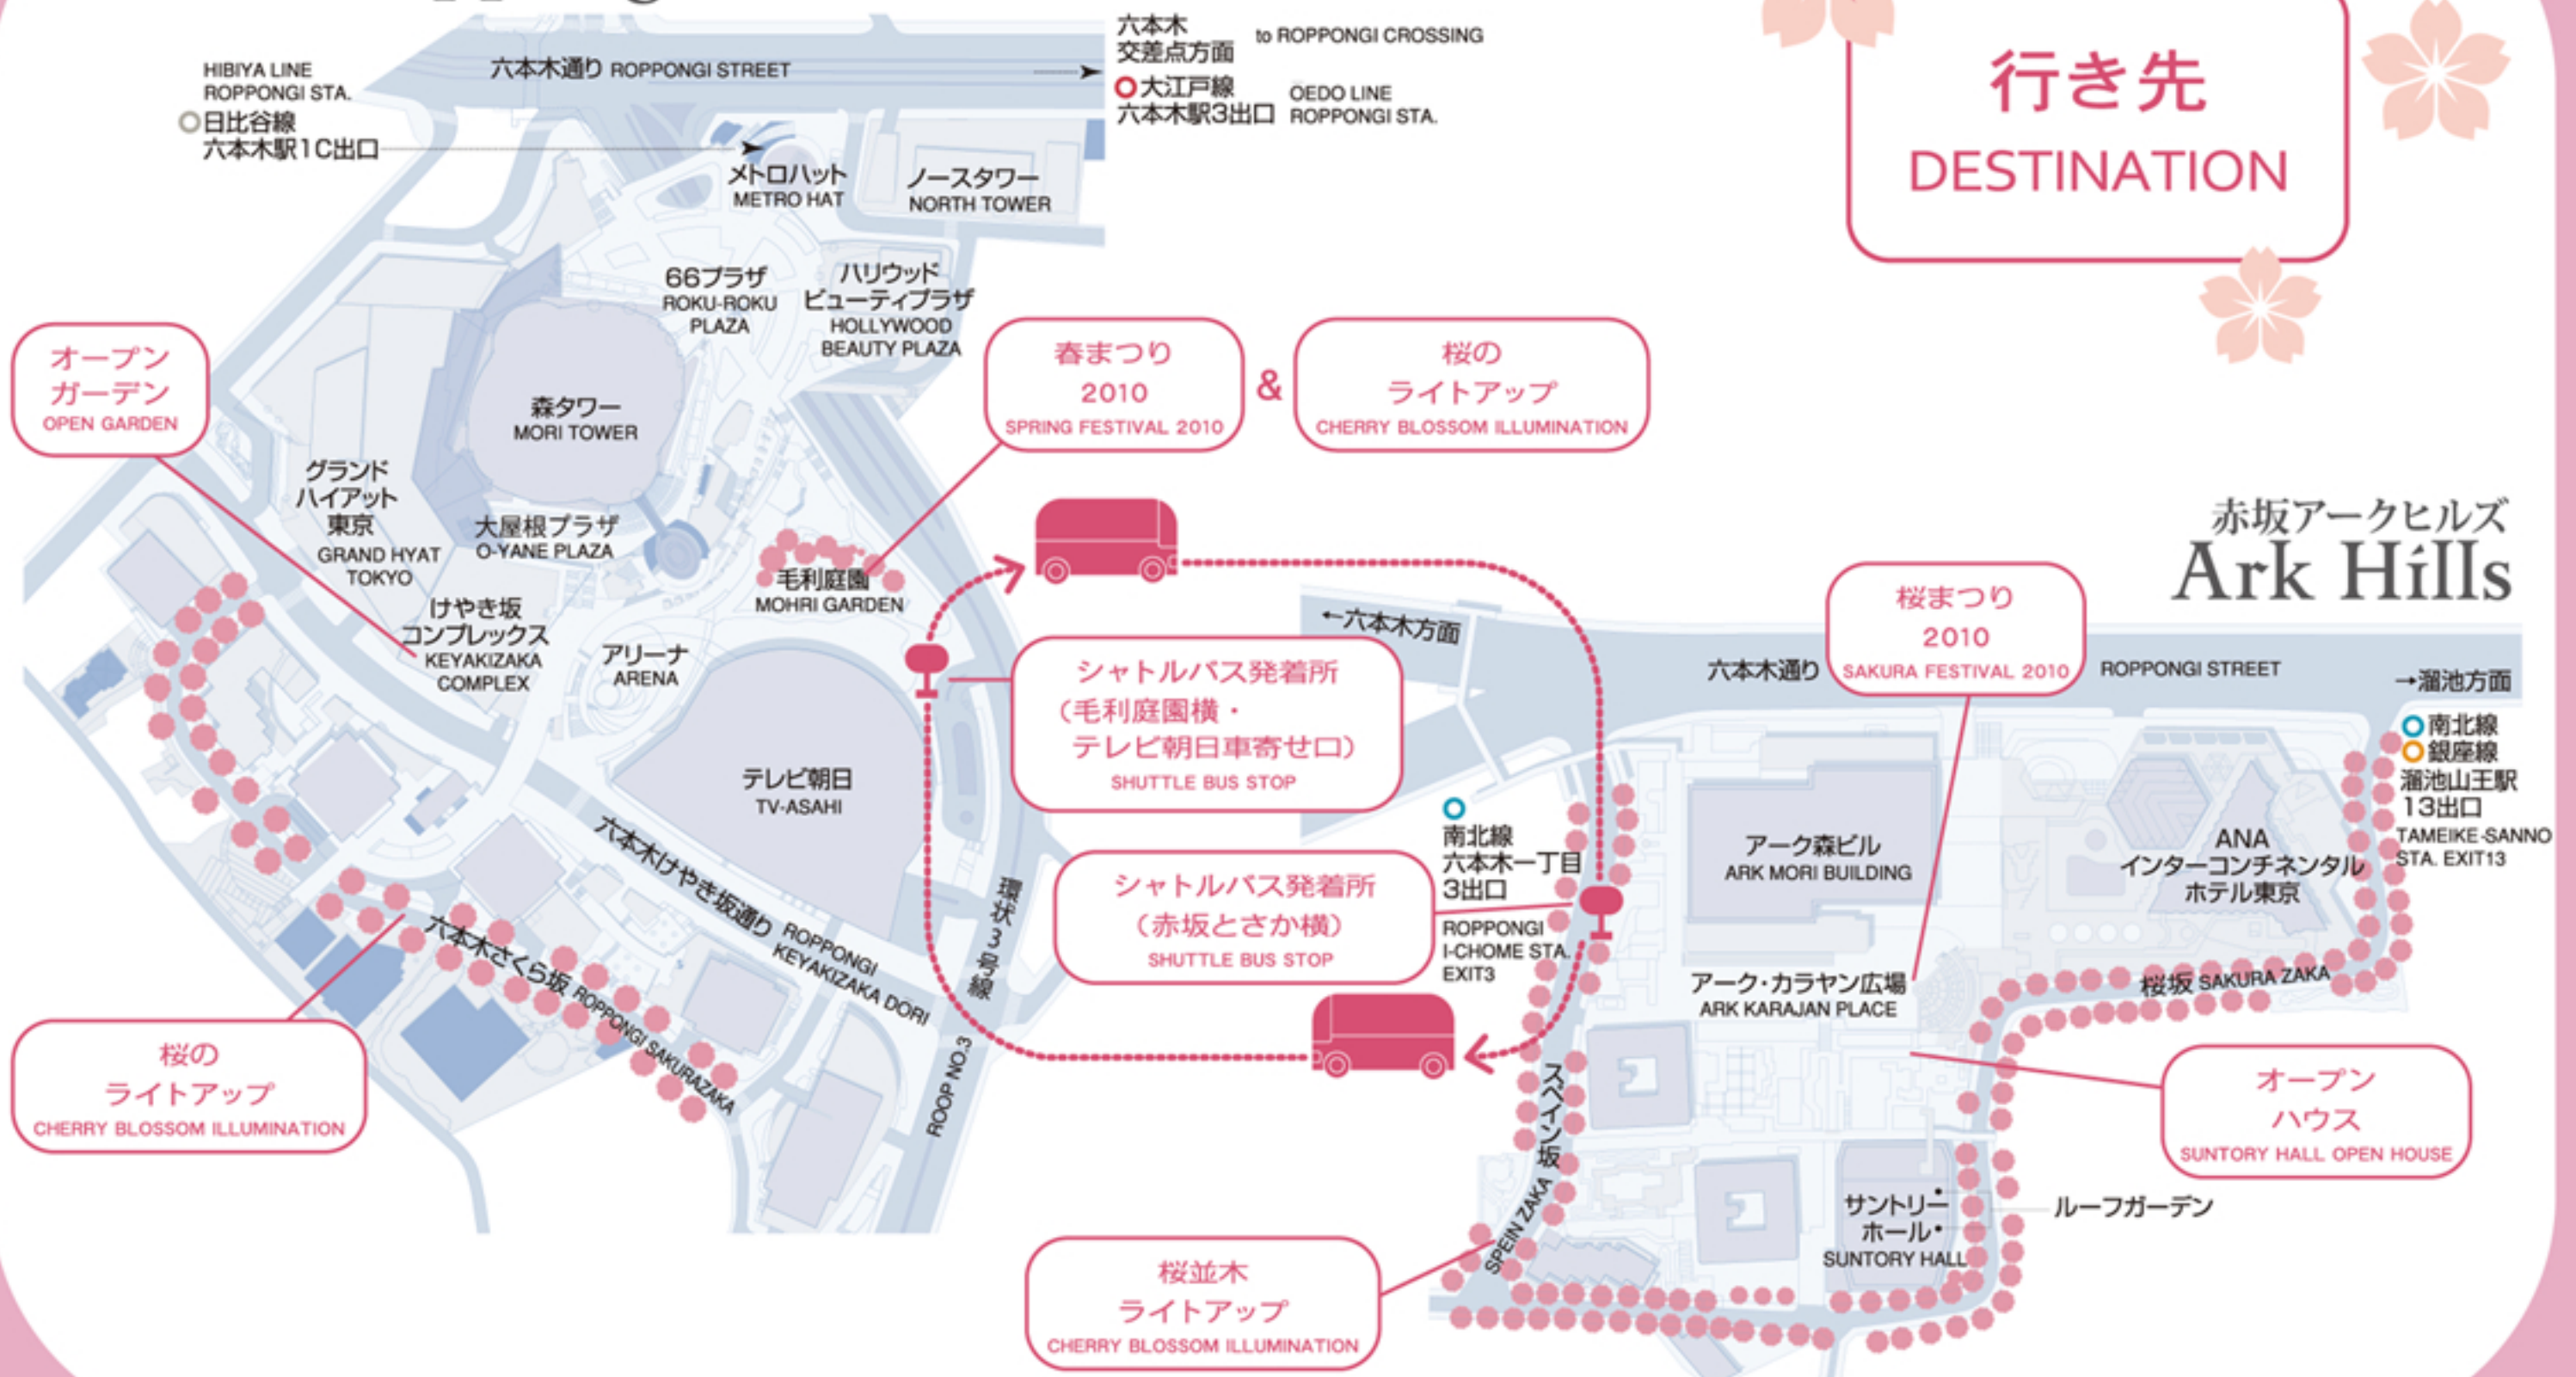 六本木通り ROPPONGI STREET
HIBIYA LINE
ROPPONGI STA.
日比谷線
六本木駅1C出口
六本木
交差点方面
to ROPPONGI CROSSING
大江戸線
六本木駅3出口
OEDO LINE
ROPPONGI STA.
行き先
DESTINATION
メトロハット
METRO HAT
ノースタワー
NORTH TOWER
66プラザ
ROKU-ROKU
PLAZA
ハリウッド
ビューティプラザ
HOLLYWOOD
BEAUTY PLAZA
オープン
ガーデン
OPEN GARDEN
森タワー
MORI TOWER
春まつり
2010
SPRING FESTIVAL 2010
&
桜の
ライトアップ
CHERRY BLOSSOM ILLUMINATION
グランド
ハイアット
東京
GRAND HYAT
TOKYO
大屋根プラザ
O-YANE PLAZA
毛利庭園
MOHRI GARDEN
けやき坂
コンプレックス
KEYAKIZAKA
COMPLEX
アリーナ
ARENA
テレビ朝日
TV-ASAHI
シャトルバス発着所
(毛利庭園横・
テレビ朝日車寄せ口)
SHUTTLE BUS STOP
シャトルバス発着所
(赤坂とさか横)
SHUTTLE BUS STOP
六本木けやき坂通り ROPPONGI
KEYAKIZAKA DORI
環状3号線
ROOP NO.3
六本木さくら坂 ROPPONGI SAKURAZAKA
桜の
ライトアップ
CHERRY BLOSSOM ILLUMINATION
赤坂アークヒルズ
Ark Hills
←六本木方面
六本木通り
ROPPONGI STREET
→溜池方面
桜まつり
2010
SAKURA FESTIVAL 2010
南北線
銀座線
溜池山王駅
13出口
TAMEIKE-SANNO
STA. EXIT13
南北線
六本木一丁目
3出口
ROPPONGI
I-CHOME STA.
EXIT3
アーク森ビル
ARK MORI BUILDING
ANA
インターコンチネンタル
ホテル東京
アーク・カラヤン広場
ARK KARAJAN PLACE
桜坂 SAKURA ZAKA
オープン
ハウス
SUNTORY HALL OPEN HOUSE
スペイン坂
SPEIN ZAKA
サントリー
ホール
SUNTORY HALL
ルーフガーデン
桜並木
ライトアップ
CHERRY BLOSSOM ILLUMINATION